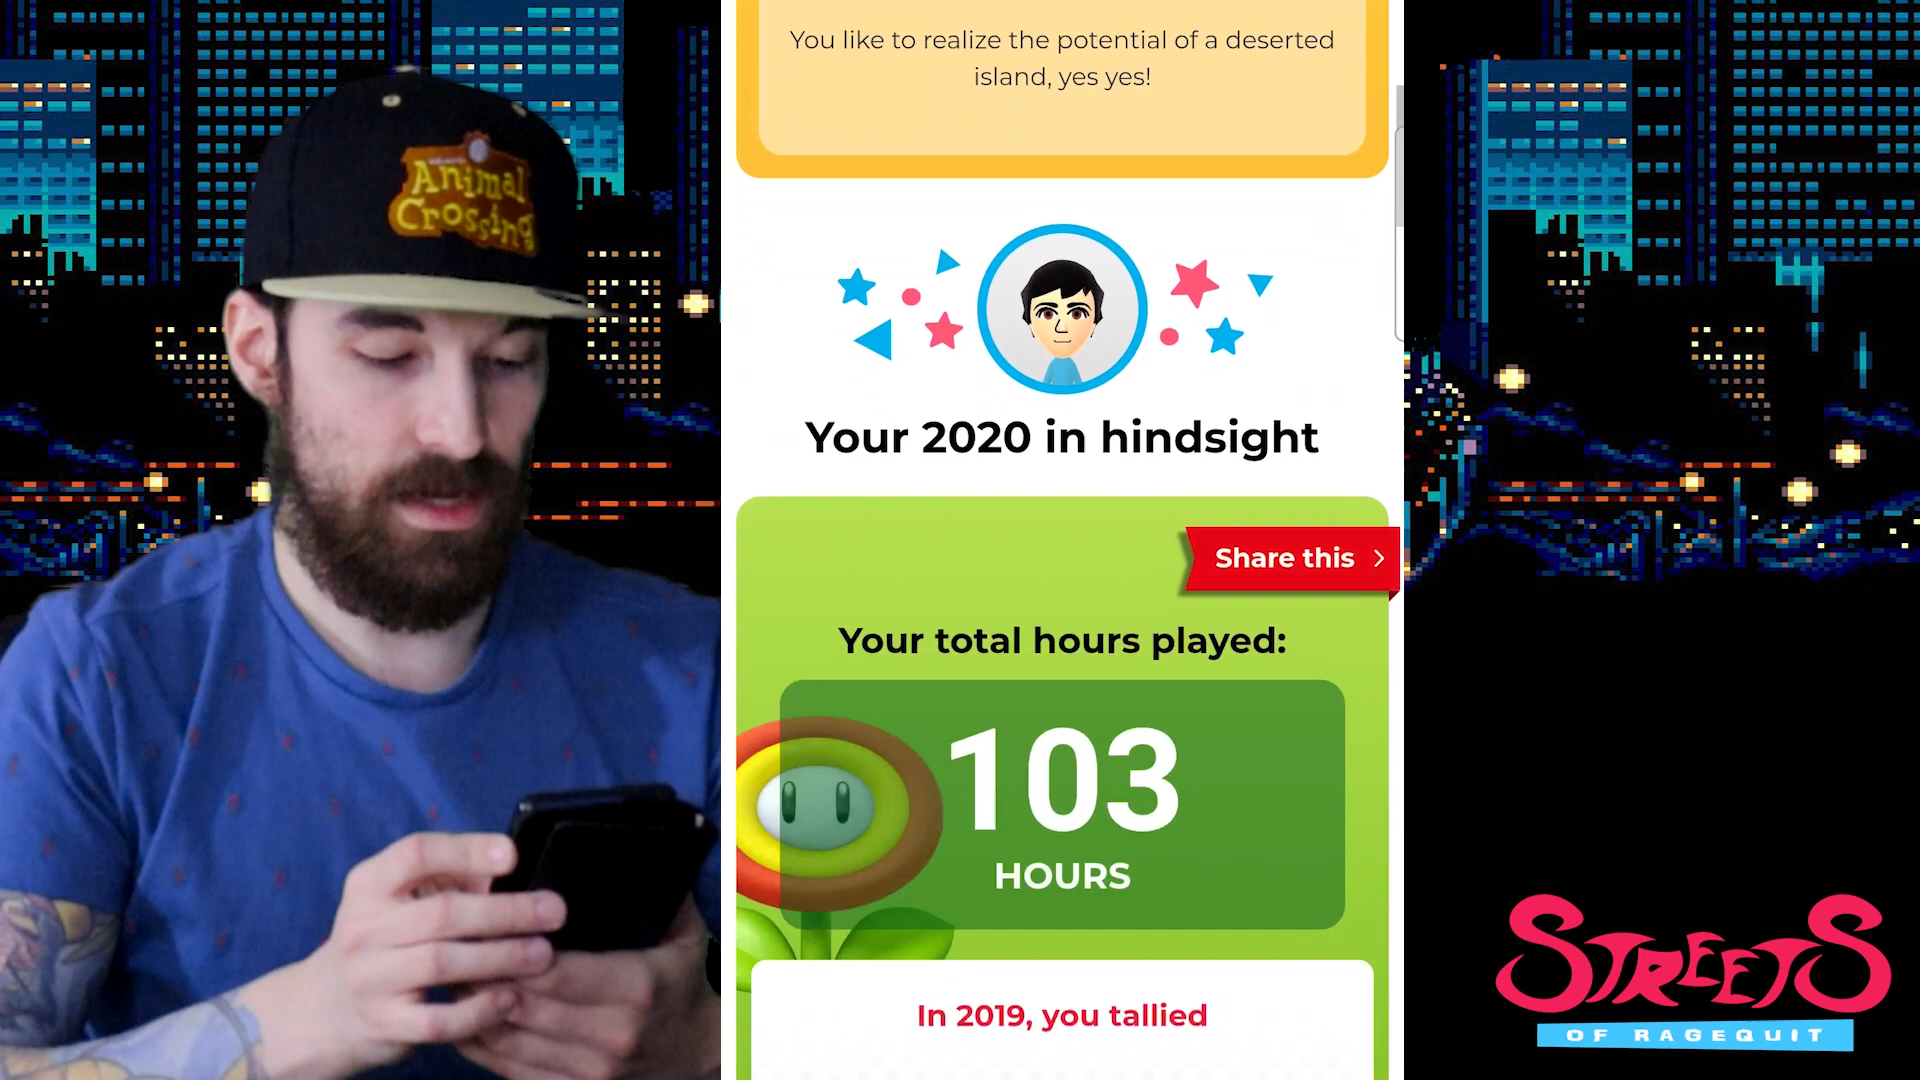 Animal
Crossing
You like to realize the potential of a deserted
island, yes yes!
Your 2020 in hindsight
Share this
Your total hours played:
103
HOURS
In 2019, you tallied
STREETS
OF RAGEQUIT